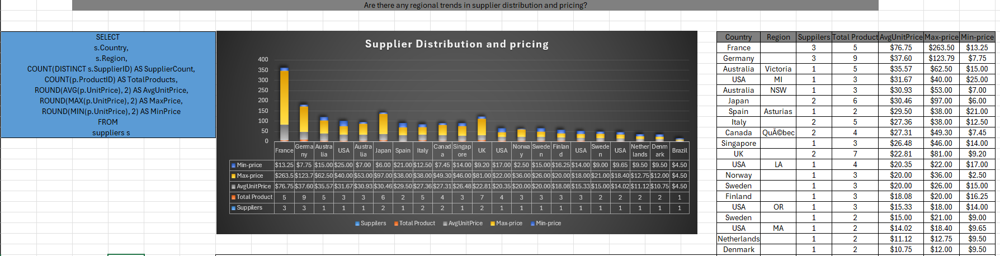 Are there any regional trends in supplier distribution and pricing?
SELECT
s.Country,
s.Region,
COUNT(DISTINCT s.SupplierID) AS SupplierCount,
COUNT(p.ProductID) AS TotalProducts,
ROUND(AVG(p.UnitPrice), 2) AS AvgUnitPrice,
ROUND(MAX(p.UnitPrice), 2) AS MaxPrice,
ROUND(MIN(p.UnitPrice), 2) AS MinPrice
FROM
suppliers s
Supplier Distribution and pricing
400
350
300
250
200
150
100
50
0
France Germany Australia USA Australia Japan Spain Italy Canada Singapore UK USA Norway Sweden Finland USA Sweden USA Netherlands Denmark Brazil
Min-price $13.25 $7.75 $15.00 $25.00 $7.00 $6.00 $21.00 $12.50 $7.45 $14.00 $9.20 $17.00 $2.50 $15.00 $16.25 $14.00 $9.00 $9.65 $9.50 $9.50 $4.50
Max-price $263.5 $123.7 $62.50 $40.00 $53.00 $97.00 $38.00 $38.00 $49.30 $46.00 $81.00 $22.00 $36.00 $26.00 $20.00 $18.00 $21.00 $18.40 $12.75 $12.00 $4.50
AvgUnitPrice $76.75 $37.60 $35.57 $31.67 $30.93 $30.46 $29.50 $27.36 $27.31 $26.48 $22.81 $20.35 $20.00 $20.00 $18.08 $15.33 $15.00 $14.02 $11.12 $10.75 $4.50
Total Product 5 9 5 3 3 6 2 5 4 3 7 4 3 3 3 3 2 2 2 2 1
Suppilers 3 3 1 1 1 2 1 2 2 1 2 1 1 1 1 1 1 1 1 1 1
Suppilers Total Product AvgUnitPrice Max-price Min-price
Country Region Suppilers Total Product AvgUnitPrice Max-price Min-price
France 3 5 $76.75 $263.50 $13.25
Germany 3 9 $37.60 $123.79 $7.75
Australia Victoria 1 5 $35.57 $62.50 $15.00
USA MI 1 3 $31.67 $40.00 $25.00
Australia NSW 1 3 $30.93 $53.00 $7.00
Japan 2 6 $30.46 $97.00 $6.00
Spain Asturias 1 2 $29.50 $38.00 $21.00
Italy 2 5 $27.36 $38.00 $12.50
Canada QuÃ©bec 2 4 $27.31 $49.30 $7.45
Singapore 1 3 $26.48 $46.00 $14.00
UK 2 7 $22.81 $81.00 $9.20
USA LA 1 4 $20.35 $22.00 $17.00
Norway 1 3 $20.00 $36.00 $2.50
Sweden 1 3 $20.00 $26.00 $15.00
Finland 1 3 $18.08 $20.00 $16.25
USA OR 1 3 $15.33 $18.00 $14.00
Sweden 1 2 $15.00 $21.00 $9.00
USA MA 1 2 $14.02 $18.40 $9.65
Netherlands 1 2 $11.12 $12.75 $9.50
Denmark 1 2 $10.75 $12.00 $9.50